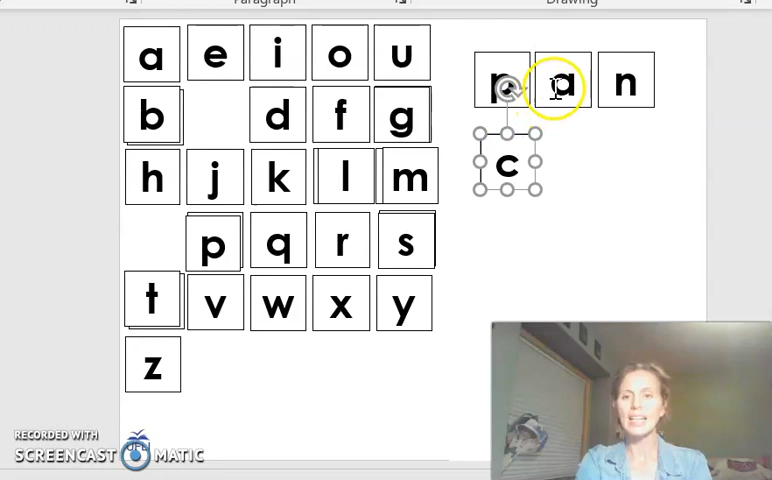 Paragraph
Drawing
a e i o u
p a n
b d f g
c
h j k l m
p q r s
t v w x y
z
RECORDED WITH
SCREENCAST MATIC